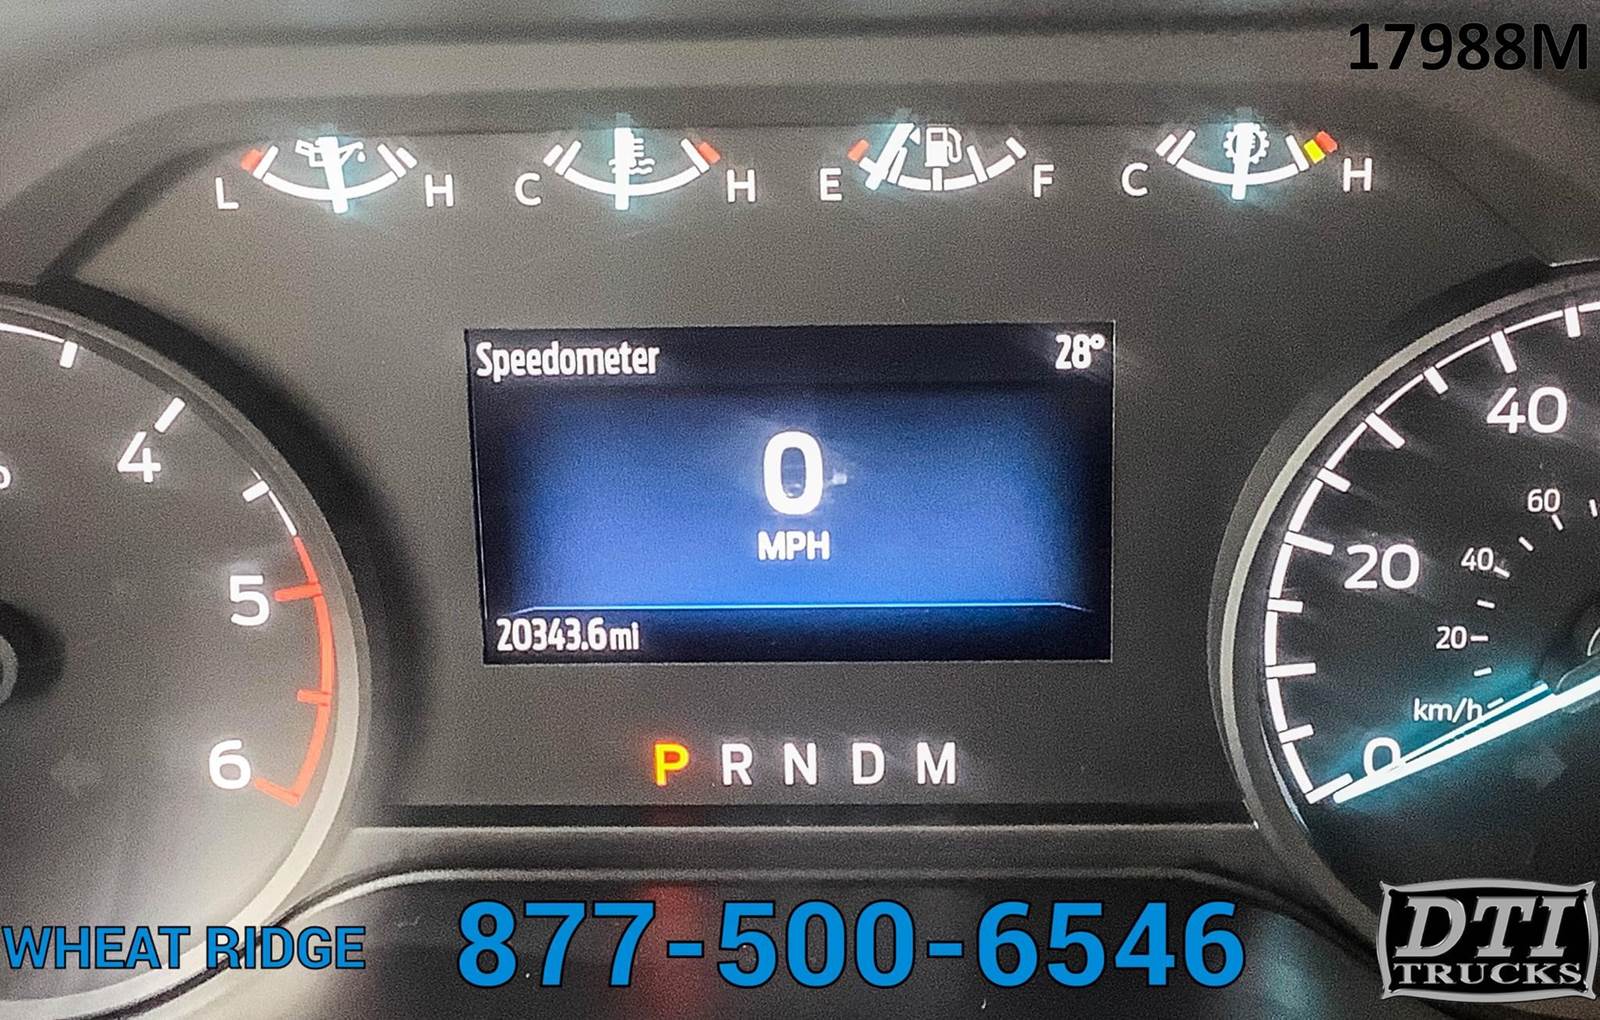 17988M
L H C H E F C H
Speedometer 28°
0
MPH
20343.6mi
P R N D M
4
5
6
40
20
0
60
40
20
km/h
WHEAT RIDGE 877-500-6546
DTI
TRUCKS